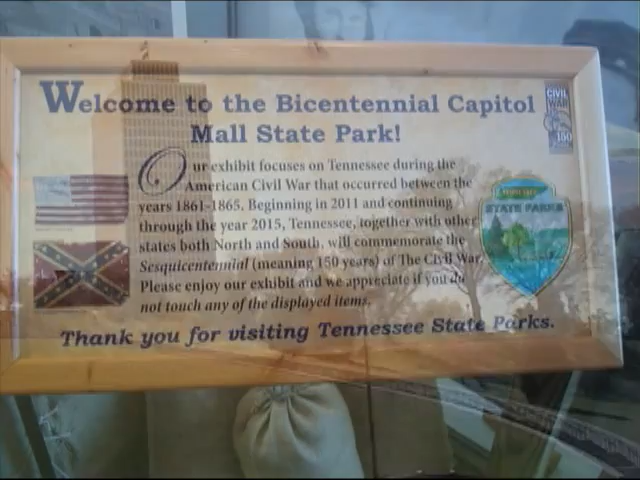 Welcome to the Bicentennial Capitol
Mall State Park!
CIVIL
WAR
150
Our exhibit focuses on Tennessee during the
American Civil War that occurred between the
years 1861-1865. Beginning in 2011 and continuing
through the year 2015, Tennessee, together with other
states both North and South, will commemorate the
Sesquicentennial (meaning 150 years) of The Civil War.
Please enjoy our exhibit and we appreciate if you do
not touch any of the displayed items.
TENNESSEE
STATE PARKS
Thank you for visiting Tennessee State Parks.